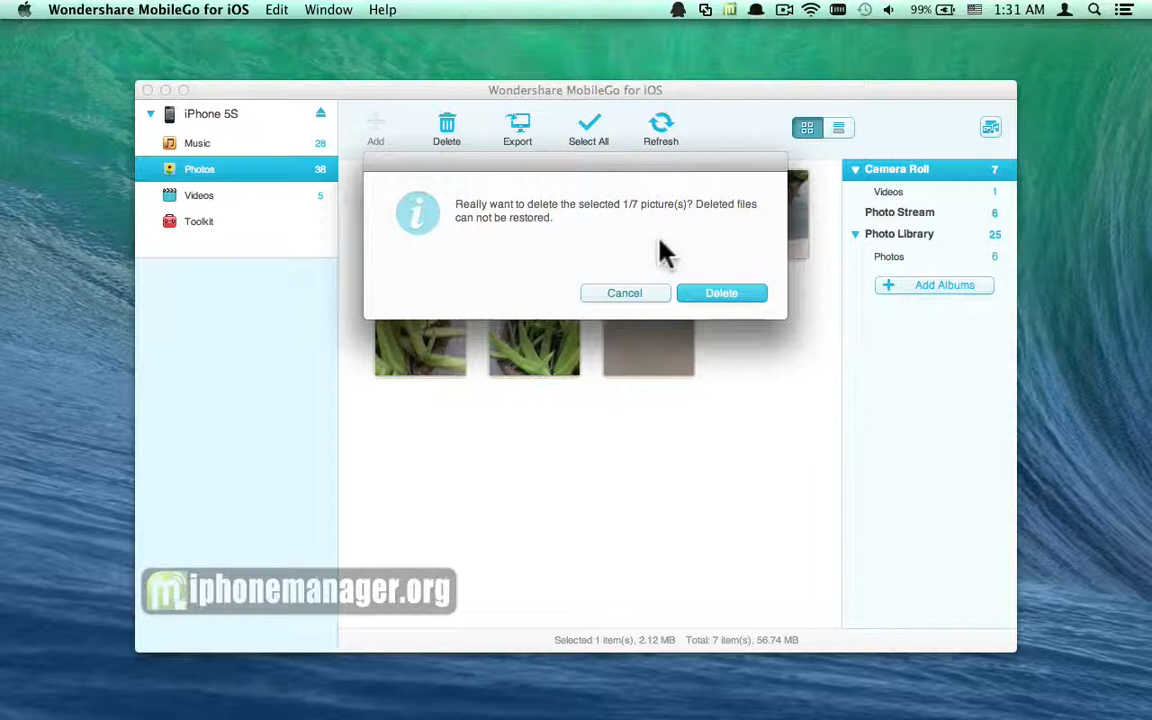 Wondershare MobileGo for iOS Edit Window Help 99% 1:31 AM
Wondershare MobileGo for iOS
iPhone 5S
Music 28
Photos 38
Videos 5
Toolkit
Add Delete Export Select All Refresh
Really want to delete the selected 1/7 picture(s)? Deleted files
can not be restored.
Cancel Delete
Camera Roll 7
Videos 1
Photo Stream 6
Photo Library 25
Photos 6
Add Albums
iphonemanager.org
Selected 1 item(s), 2.12 MB Total: 7 item(s), 56.74 MB